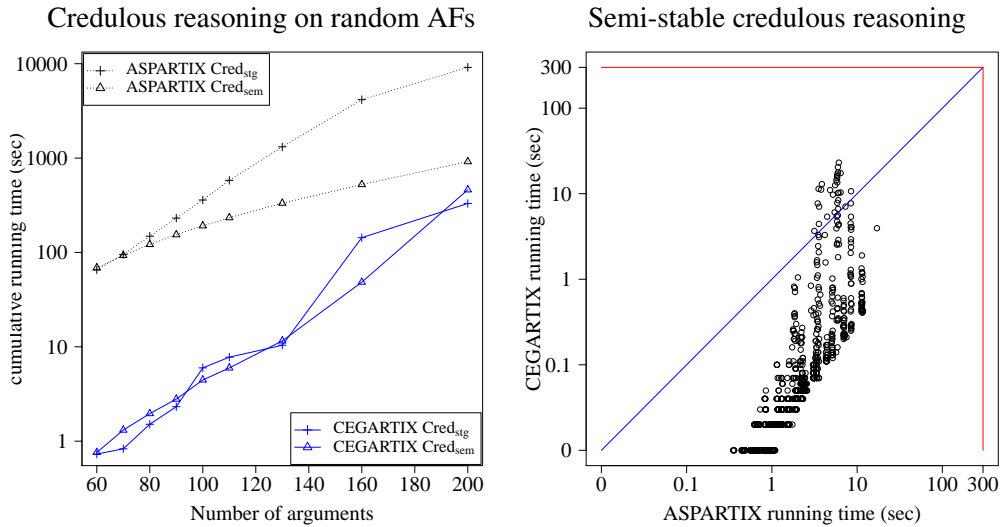 Credulous reasoning on random AFs
cumulative running time (sec)
10000
1000
100
10
1
ASPARTIX Cred_stg
ASPARTIX Cred_sem
CEGARTIX Cred_stg
CEGARTIX Cred_sem
60 80 100 120 140 160 180 200
Number of arguments
Semi-stable credulous reasoning
CEGARTIX running time (sec)
300
100
10
1
0.1
0
0 0.1 1 10 100 300
ASPARTIX running time (sec)